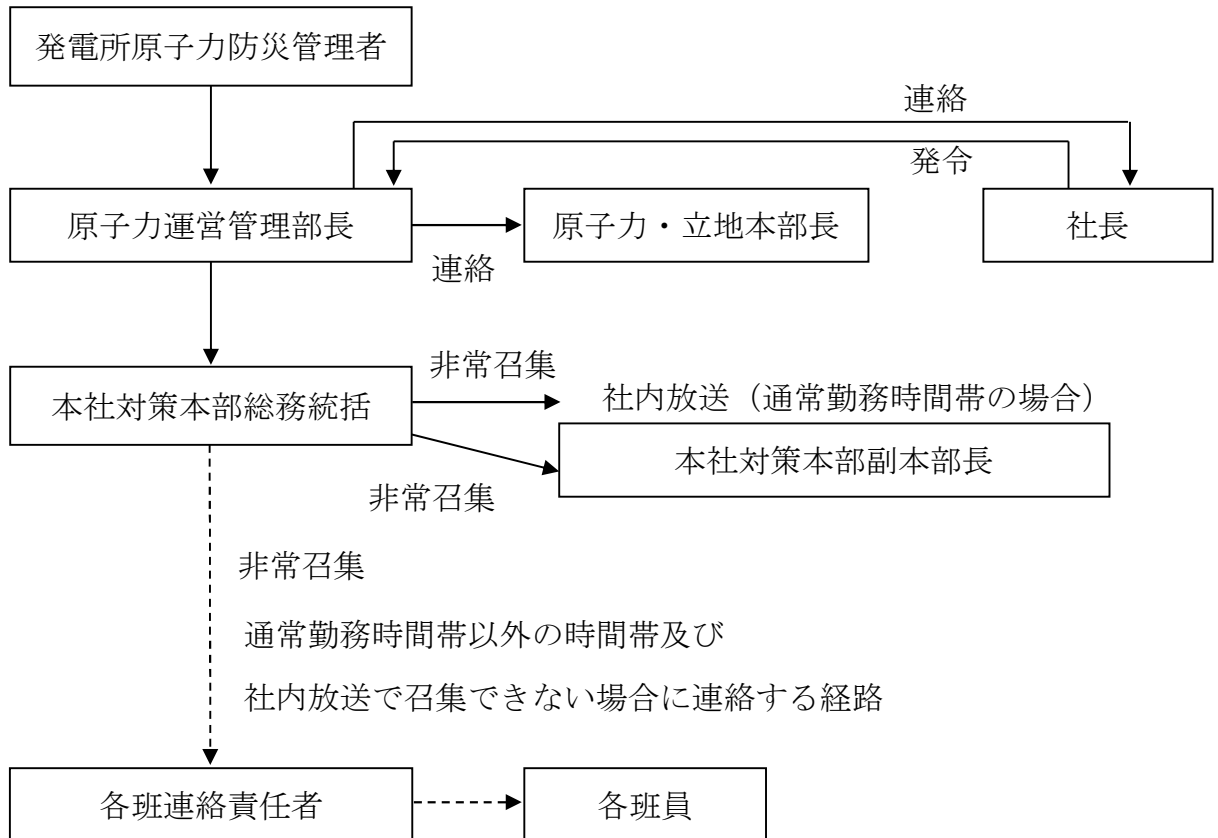 発電所原子力防災管理者
連絡
発令
原子力運営管理部長
原子力・立地本部長
社長
連絡
非常召集
本社対策本部総務統括
社内放送（通常勤務時間帯の場合）
本社対策本部副本部長
非常召集
非常召集
通常勤務時間帯以外の時間帯及び
社内放送で召集できない場合に連絡する経路
各班連絡責任者
各班員